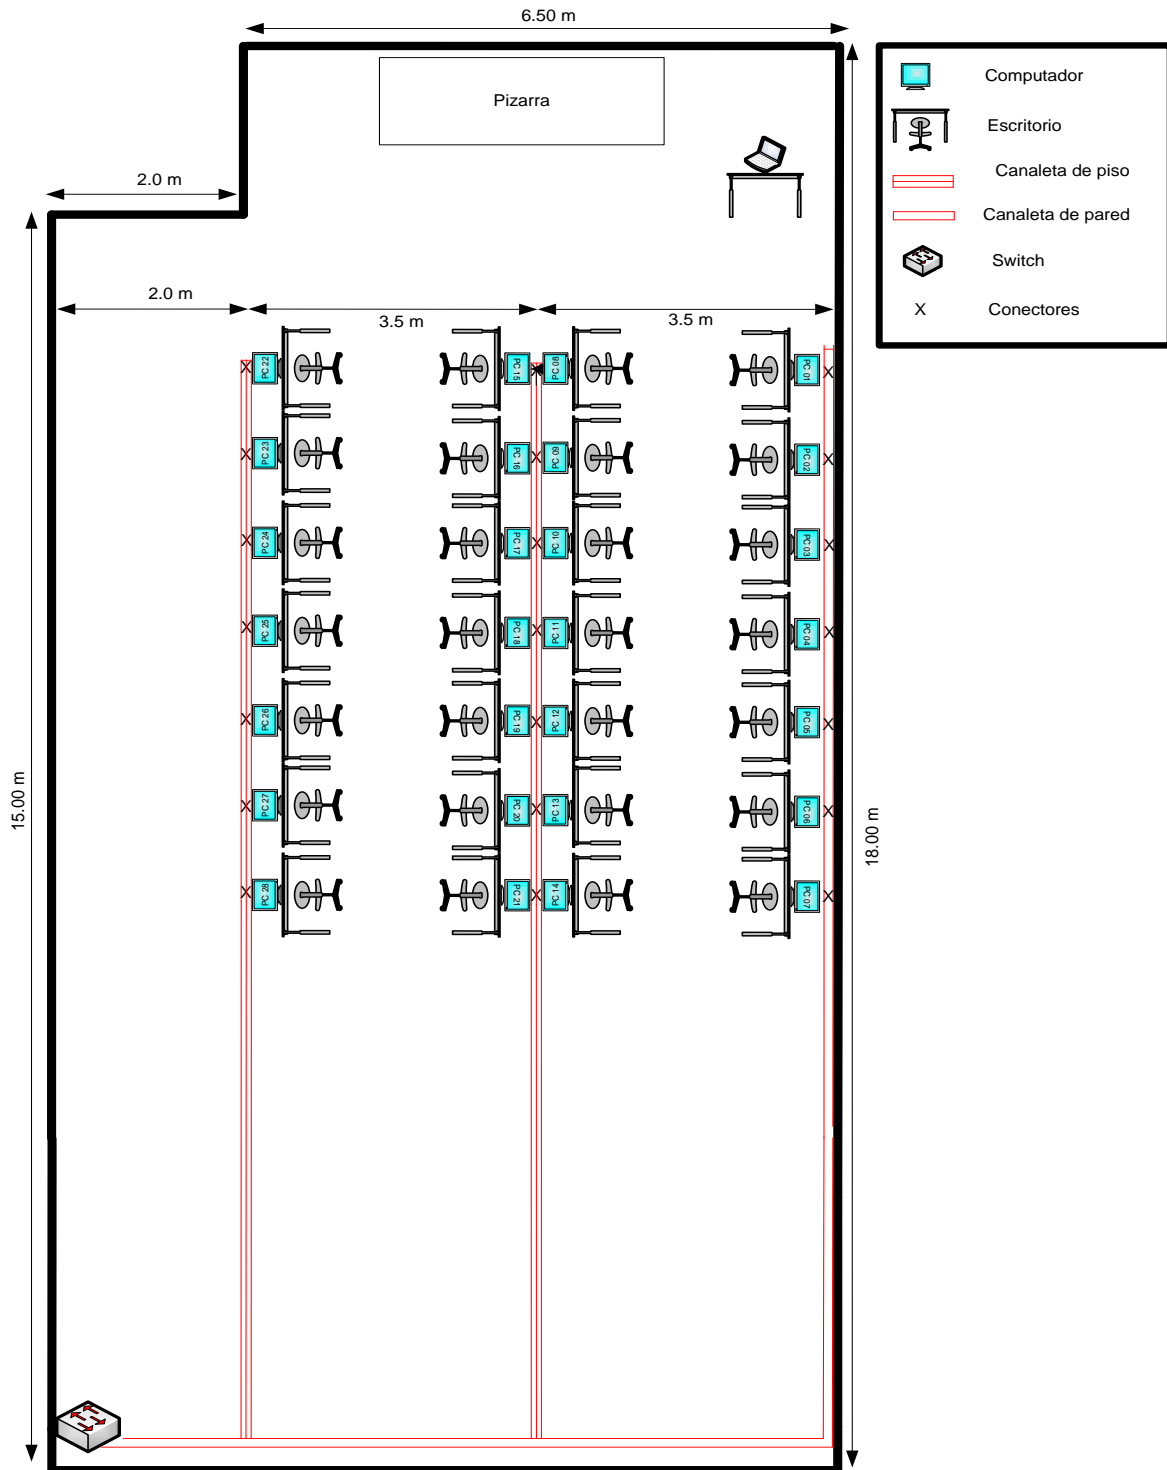 6.50 m
Pizarra
Computador
Escritorio
2.0 m
Canaleta de piso
Canaleta de pared
Switch
2.0 m
3.5 m
3.5 m
X
Conectores
PC 22
PC 15
PC 08
PC 01
PC 23
PC 16
PC 09
PC 02
PC 24
PC 17
PC 10
PC 03
PC 25
PC 18
PC 11
PC 04
PC 26
PC 19
PC 12
PC 05
PC 27
PC 20
PC 13
PC 06
PC 28
PC 21
PC 14
PC 07
15.00 m
18.00 m